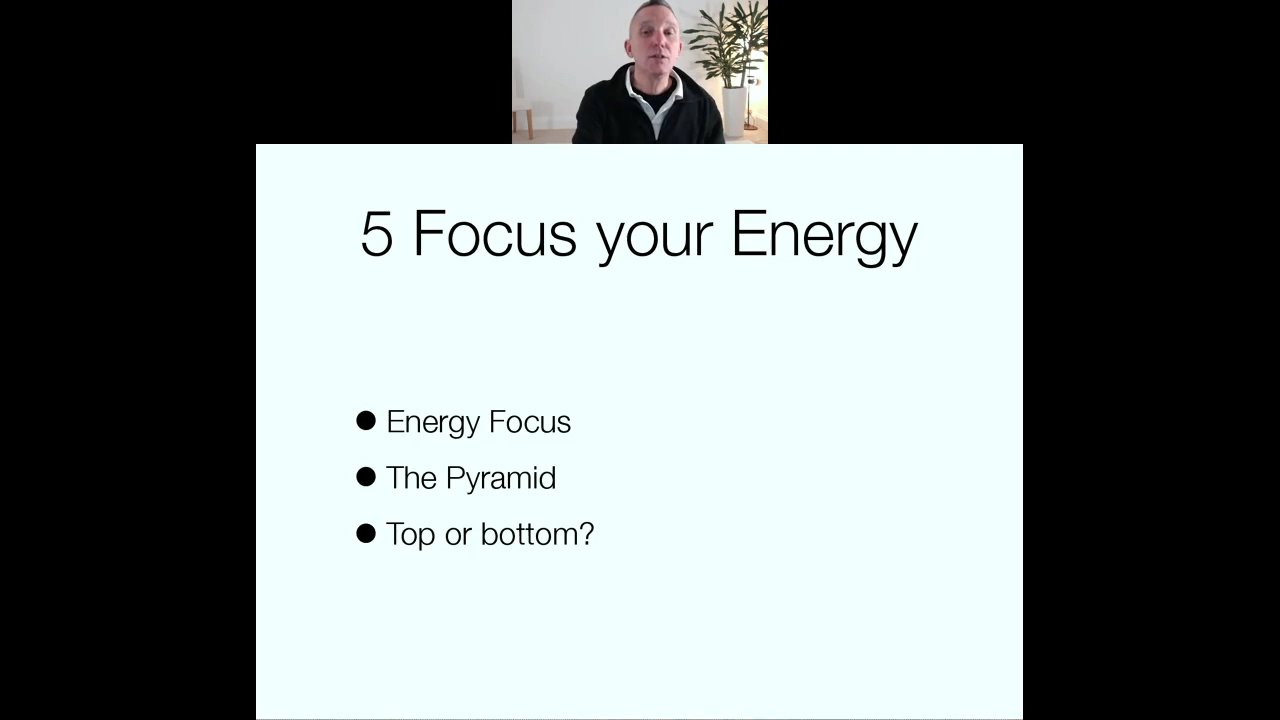 5 Focus your Energy
● Energy Focus
● The Pyramid
● Top or bottom?